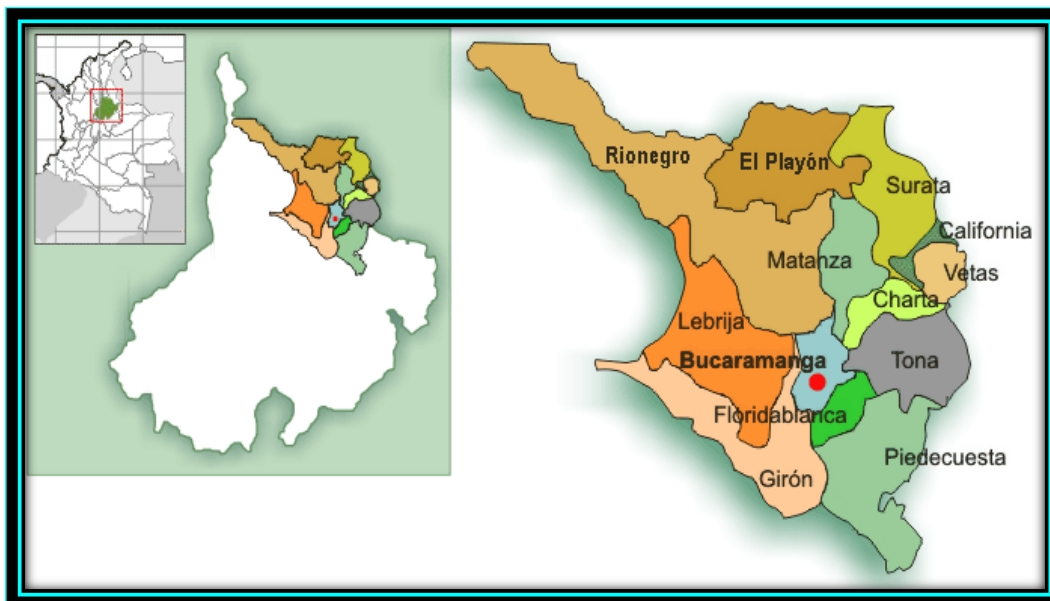 Rionegro
El Playón
Surata
California
Matanza
Vetas
Charta
Lebrija
Bucaramanga
Tona
Floridablanca
Piedecuesta
Girón